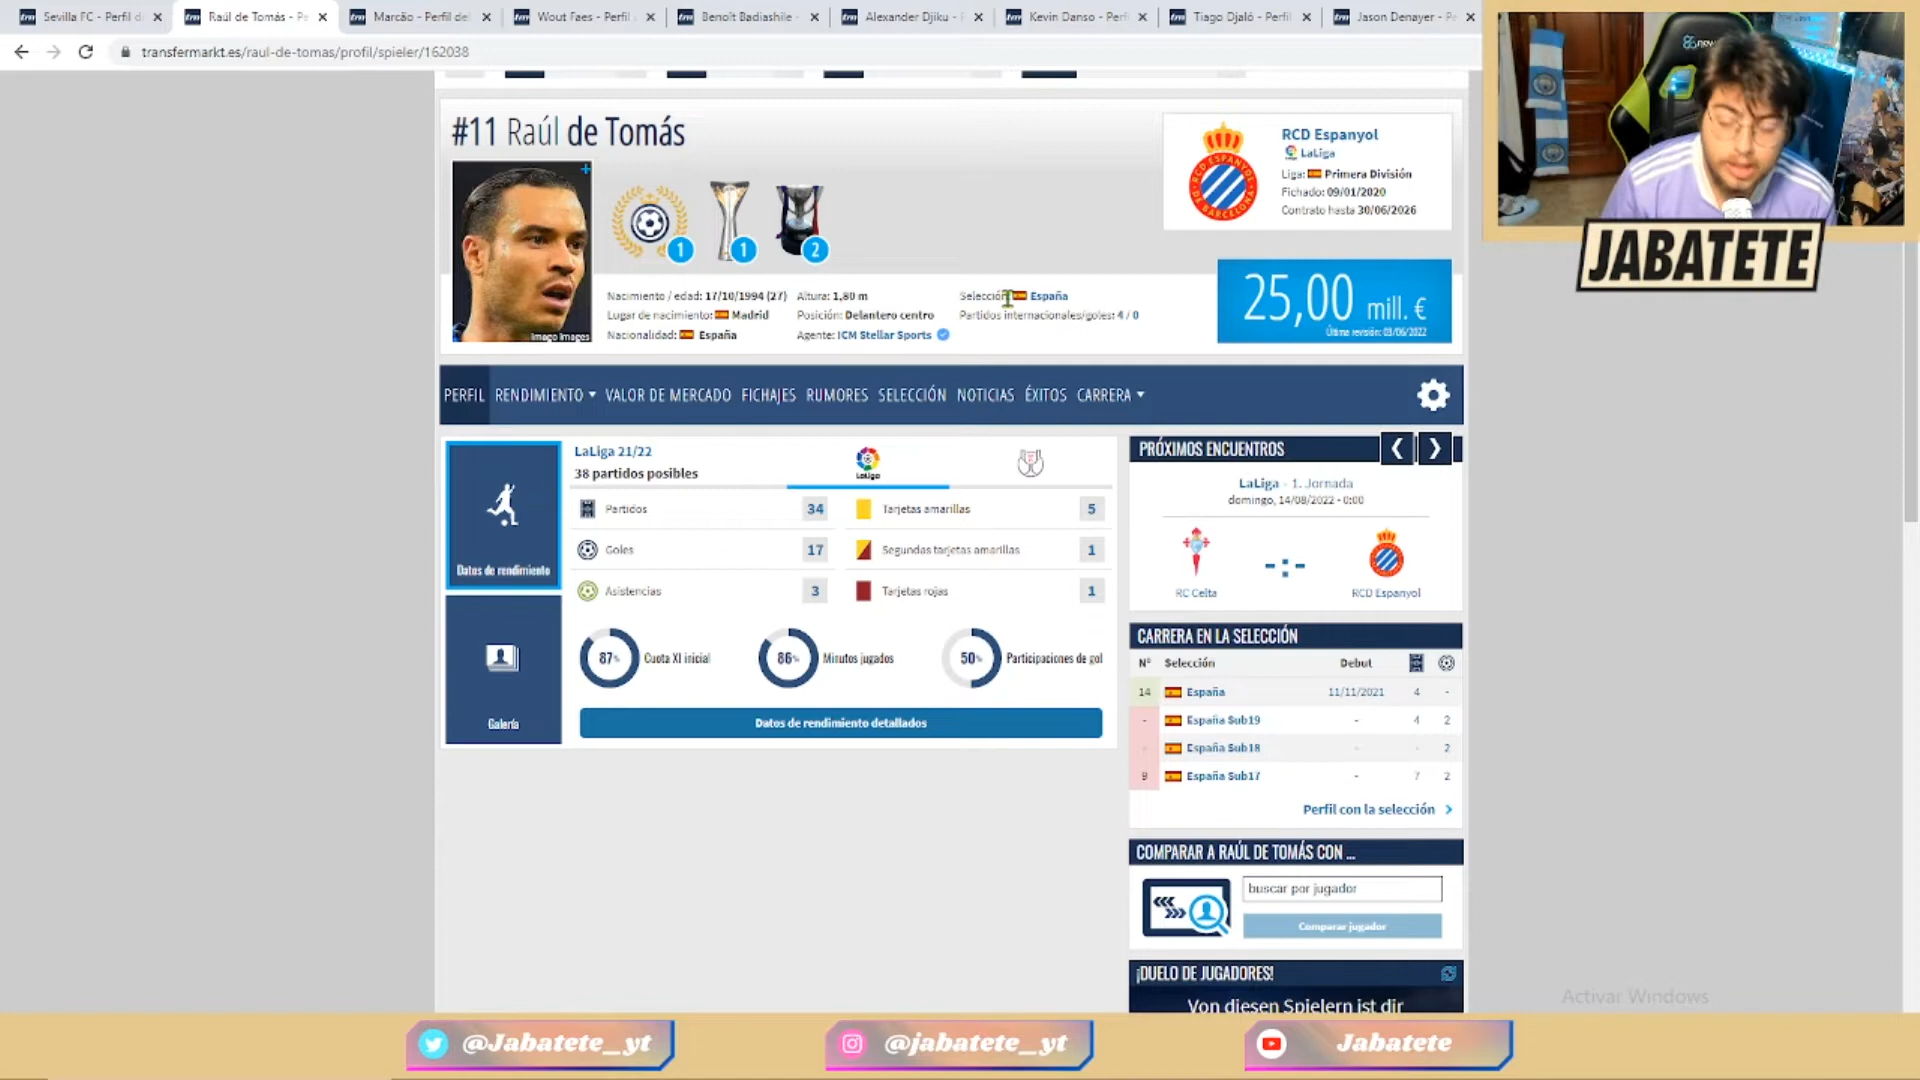 Sevilla FC - Perfil d
Raúl de Tomás - Pe
Marcão - Perfil del
Wout Faes - Perfil
Benoît Badiashile -
Alexander Djiku - P
Kevin Danso - Perfi
Tiago Djaló - Perfil
Jason Denayer - Pe
transfermarkt.es/raul-de-tomas/profil/spieler/162038
#11 Raúl de Tomás
1
1
2
Imago Images
RCD Espanyol
LaLiga
Liga: Primera División
Fichado: 09/01/2020
Contrato hasta 30/06/2026
Nacimiento / edad: 17/10/1994 (27)
Lugar de nacimiento: Madrid
Nacionalidad: España
Altura: 1,80 m
Posición: Delantero centro
Agente: ICM Stellar Sports
Selección: España
Partidos internacionales/goles: 4 / 0
25,00 mill. €
Última revisión: 03/06/2022
JABATETE
PERFIL RENDIMIENTO VALOR DE MERCADO FICHAJES RUMORES SELECCIÓN NOTICIAS ÉXITOS CARRERA
Datos de rendimiento
Galería
LaLiga 21/22
38 partidos posibles
LaLiga
Partidos 34
Tarjetas amarillas 5
Goles 17
Segundas tarjetas amarillas 1
Asistencias 3
Tarjetas rojas 1
87% Cuota XI inicial
86% Minutos jugados
50% Participaciones de gol
Datos de rendimiento detallados
PRÓXIMOS ENCUENTROS
LaLiga - 1. Jornada
domingo, 14/08/2022 - 0:00
-:-
RC Celta
RCD Espanyol
CARRERA EN LA SELECCIÓN
Nº Selección Debut
14 España 11/11/2021 4 -
- España Sub19 - 4 2
- España Sub18 - - 2
9 España Sub17 - 7 2
Perfil con la selección
COMPARAR A RAÚL DE TOMÁS CON ...
buscar por jugador
Comparar jugador
¡DUELO DE JUGADORES!
Von diesen Spielern ist dir
Activar Windows
@Jabatete_yt
@jabatete_yt
Jabatete